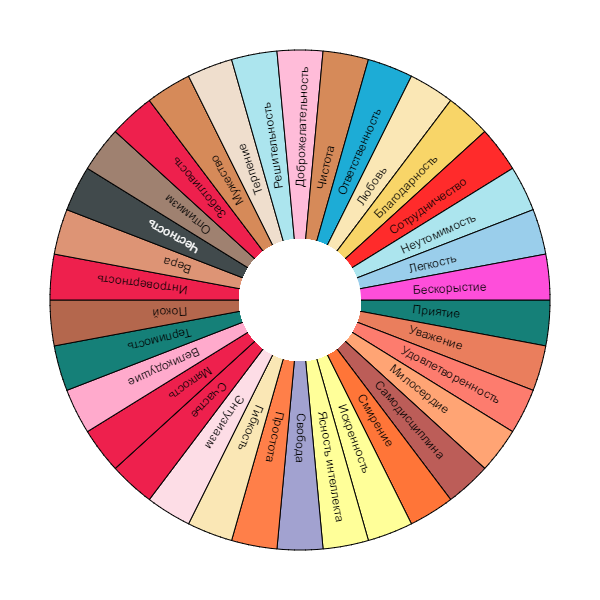 Доброжелательность
Чистота
Ответственность
Любовь
Благодарность
Сотрудничество
Неутомимость
Легкость
Бескорыстие
Приятие
Уважение
Удовлетворенность
Милосердие
Самодисциплина
Смирение
Искренность
Ясность интеллекта
Свобода
Простота
Гибкость
Энтузиазм
Счастье
Мягкость
Великодушие
Терпимость
Покой
Интровертность
Вера
Честность
Оптимизм
Заботливость
Мужество
Терпение
Решительность